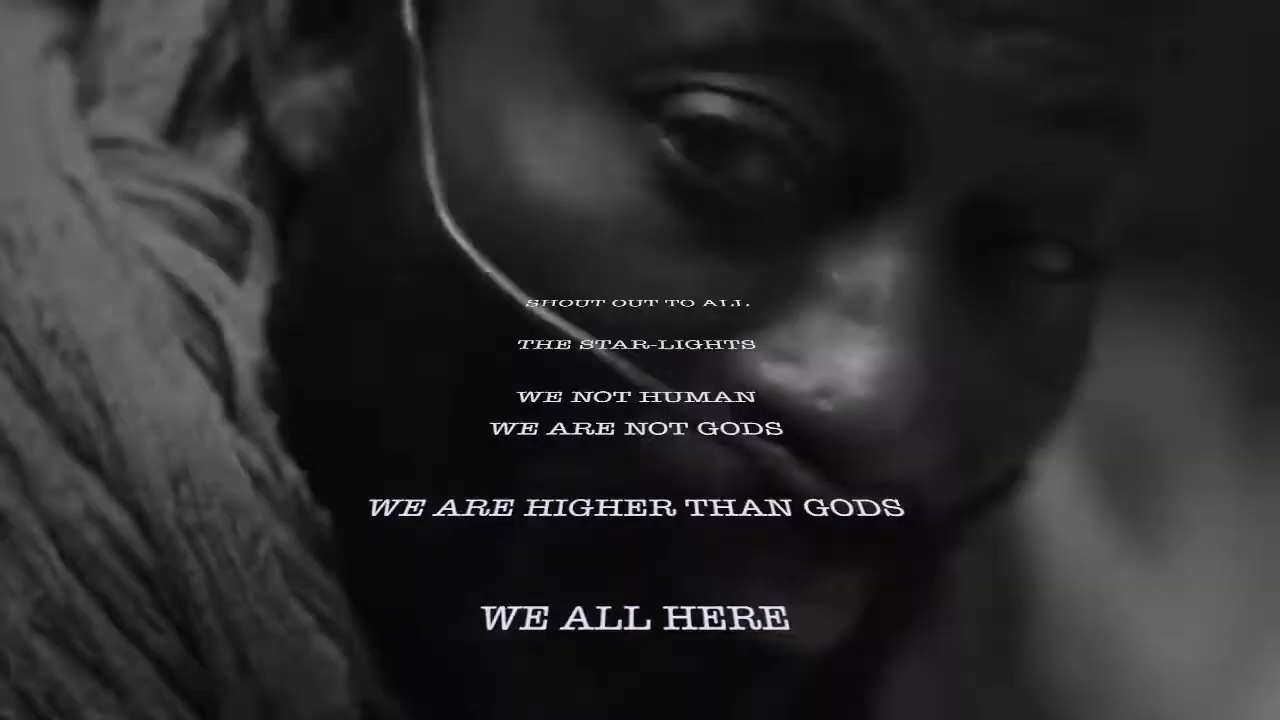 SHOUT OUT TO ALL
THE STAR-LIGHTS
WE NOT HUMAN
WE ARE NOT GODS
WE ARE HIGHER THAN GODS
WE ALL HERE